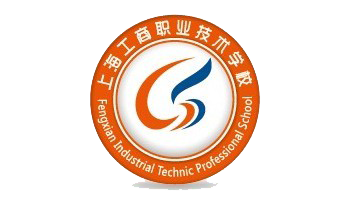 上海工商职业技术学校
Fengxian Industrial Technic Professional School